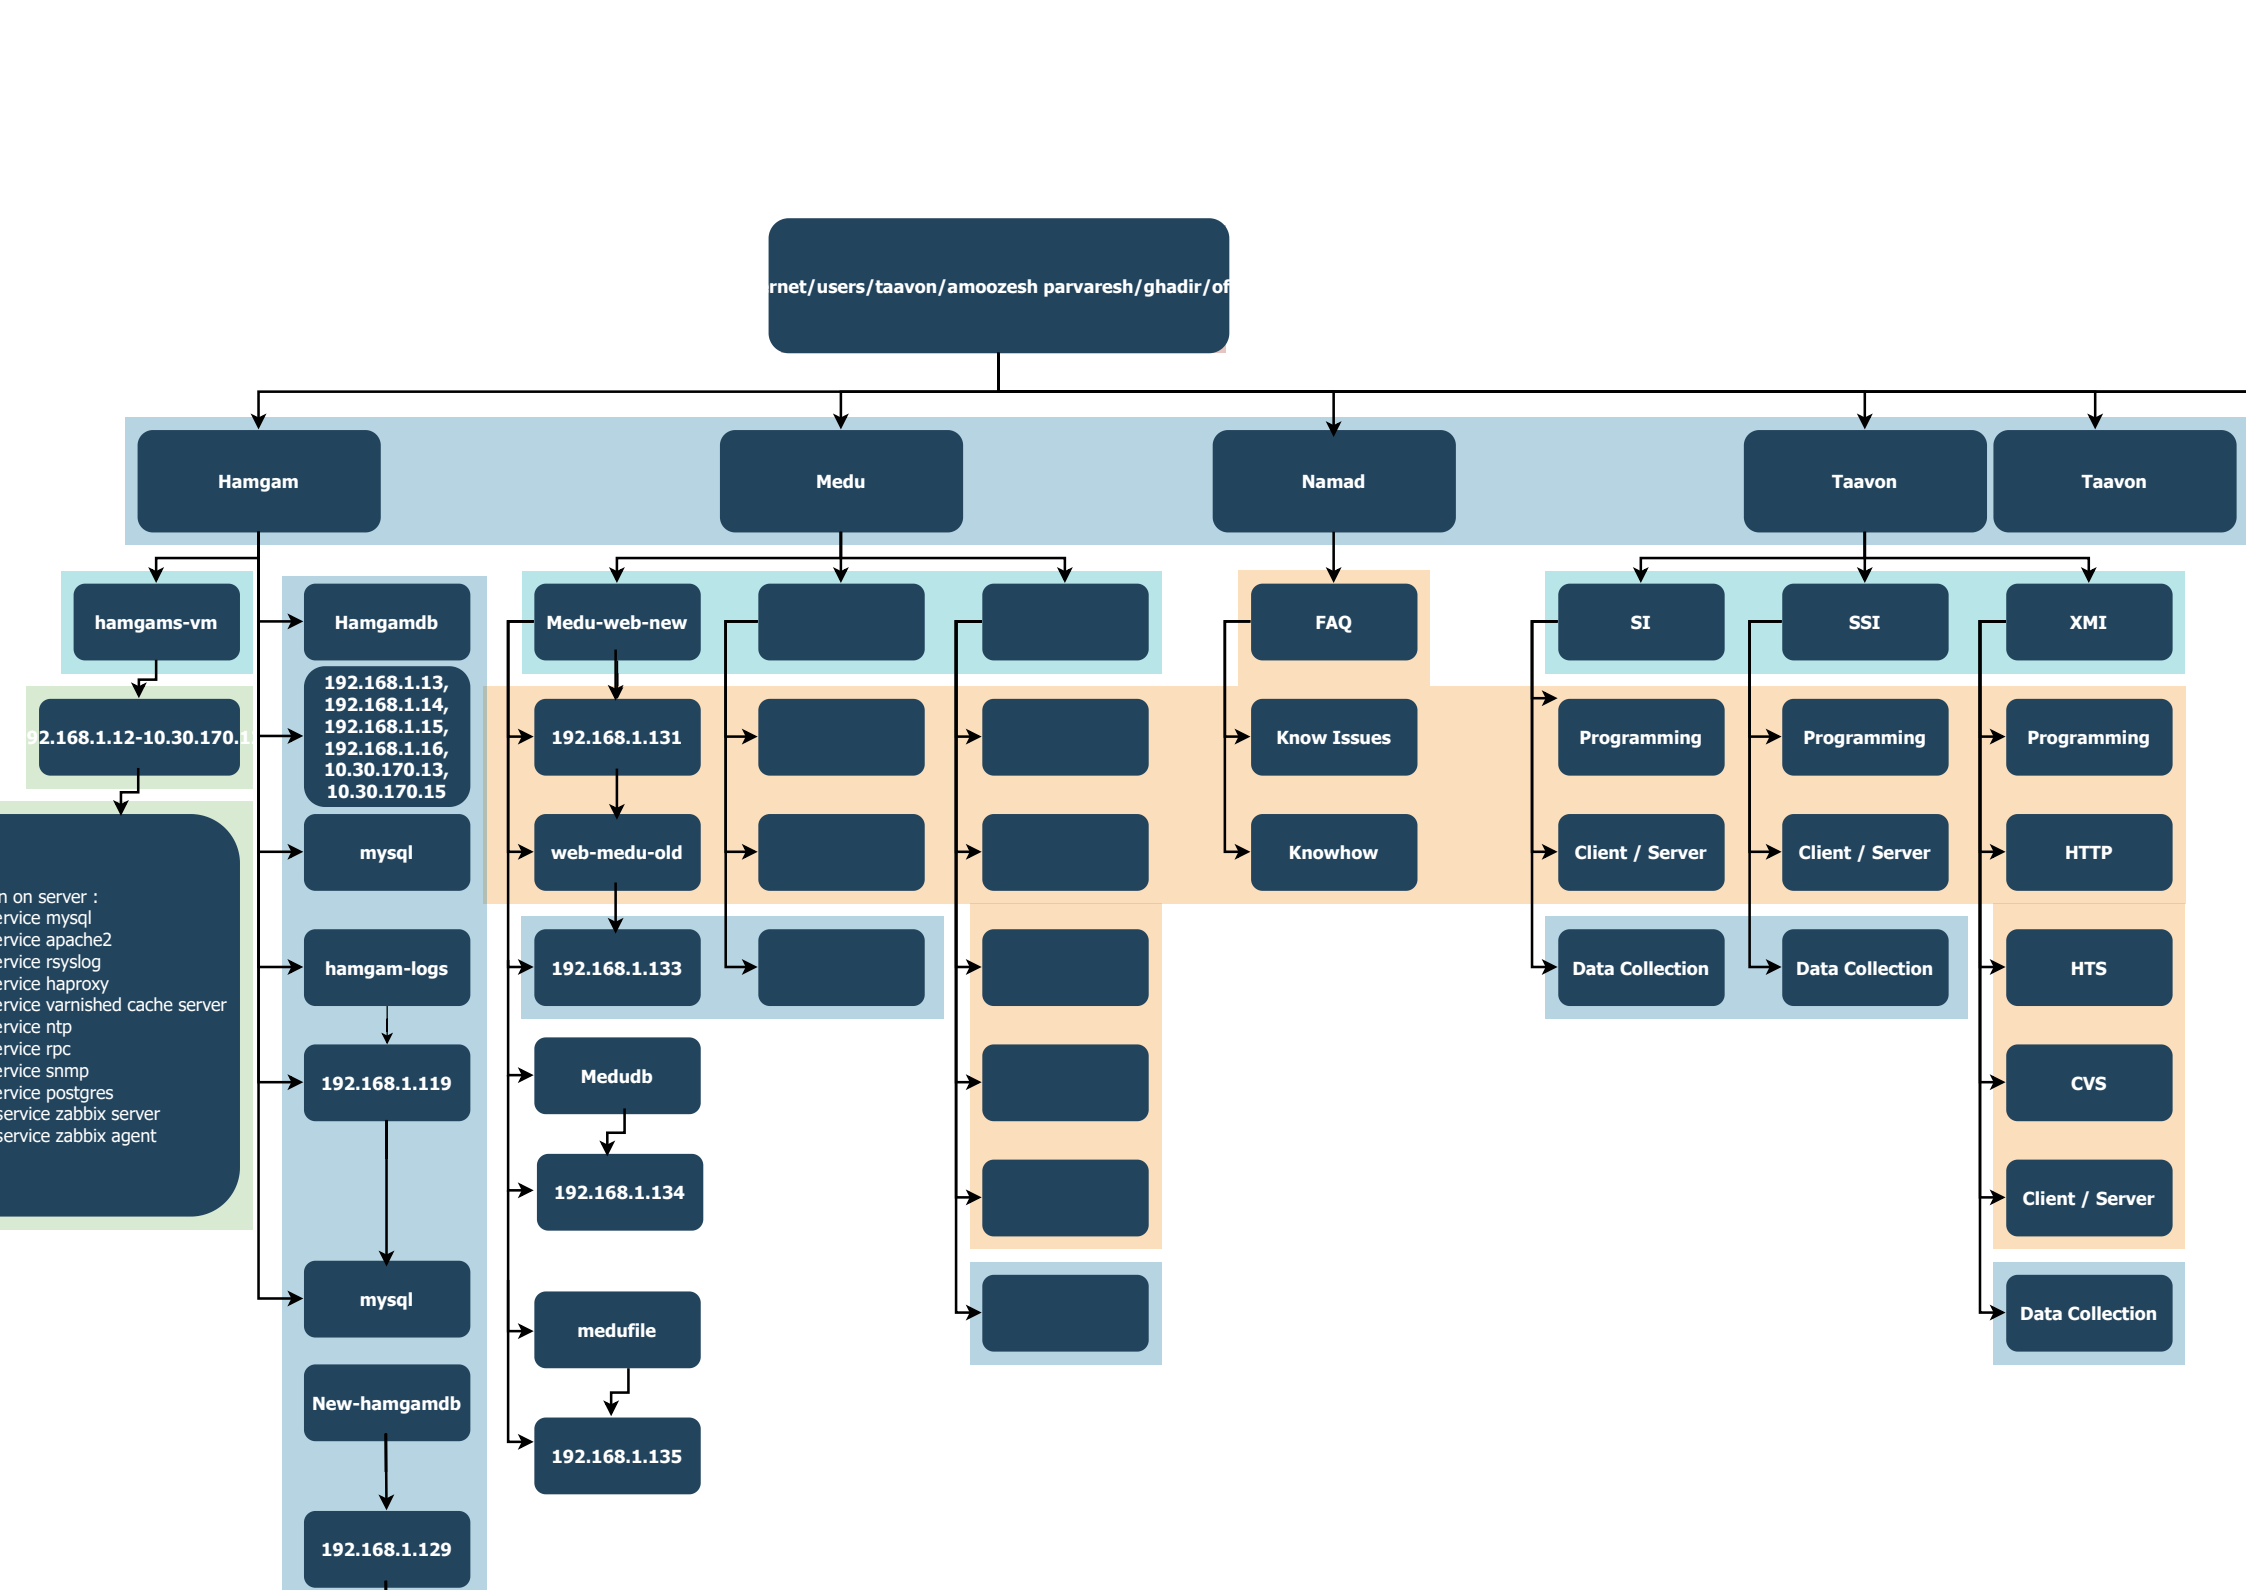 rnet/users/taavon/amoozesh parvaresh/ghadir/of
Hamgam
Medu
Namad
Taavon
Taavon
hamgams-vm
Hamgamdb
Medu-web-new
FAQ
SI
SSI
XMI
92.168.1.12-10.30.170.1
192.168.1.13,
192.168.1.14,
192.168.1.15,
192.168.1.16,
10.30.170.13,
10.30.170.15
192.168.1.131
Know Issues
Programming
Programming
Programming
mysql
web-medu-old
Knowhow
Client / Server
Client / Server
HTTP
n on server :
ervice mysql
ervice apache2
ervice rsyslog
ervice haproxy
ervice varnished cache server
ervice ntp
ervice rpc
ervice snmp
ervice postgres
service zabbix server
service zabbix agent
hamgam-logs
192.168.1.133
Data Collection
Data Collection
HTS
192.168.1.119
Medudb
CVS
192.168.1.134
Client / Server
mysql
medufile
Data Collection
New-hamgamdb
192.168.1.135
192.168.1.129